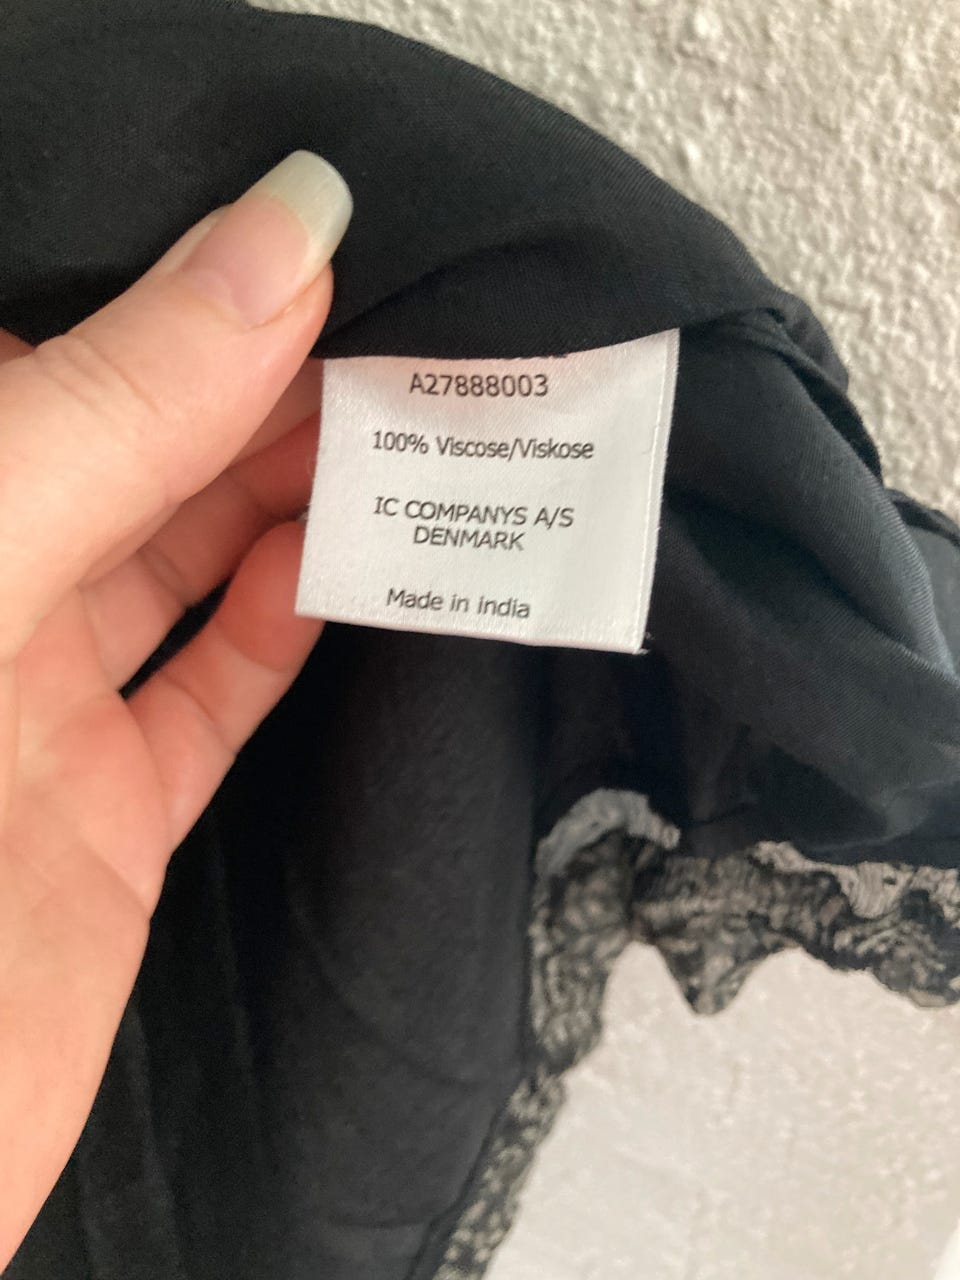 A27888003
100% Viscose/Viskose
IC COMPANYS A/S
DENMARK
Made in india